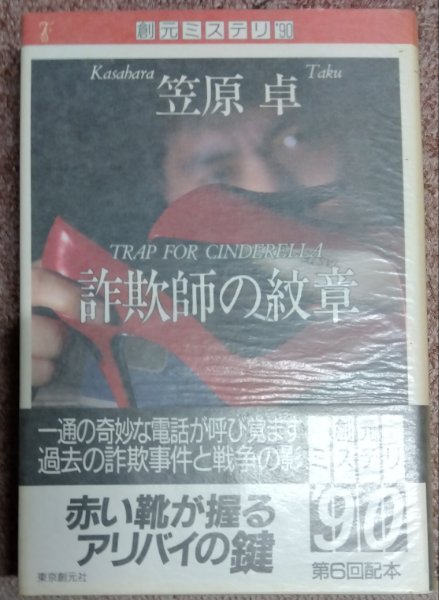 創元ミステリ'90
Kasahara Taku
笠原 卓
TRAP FOR CINDERELLA
詐欺師の紋章
一通の奇妙な電話が呼び覚ます
過去の詐欺事件と戦争の影
赤い靴が握る
アリバイの鍵
創元
ミステリ
90
第6回配本
東京創元社